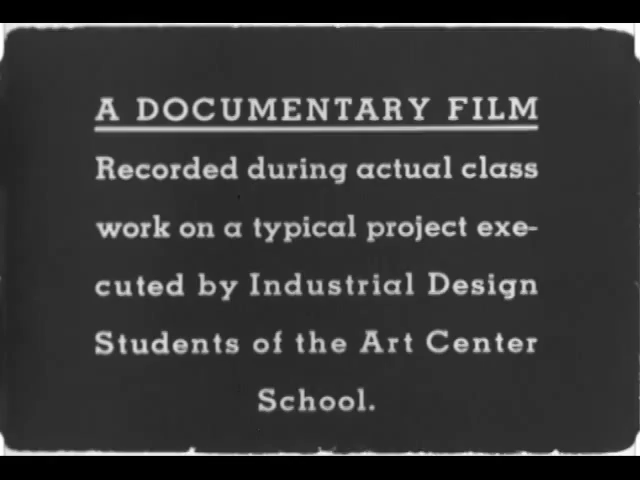 A DOCUMENTARY FILM
Recorded during actual class
work on a typical project exe-
cuted by Industrial Design
Students of the Art Center
School.